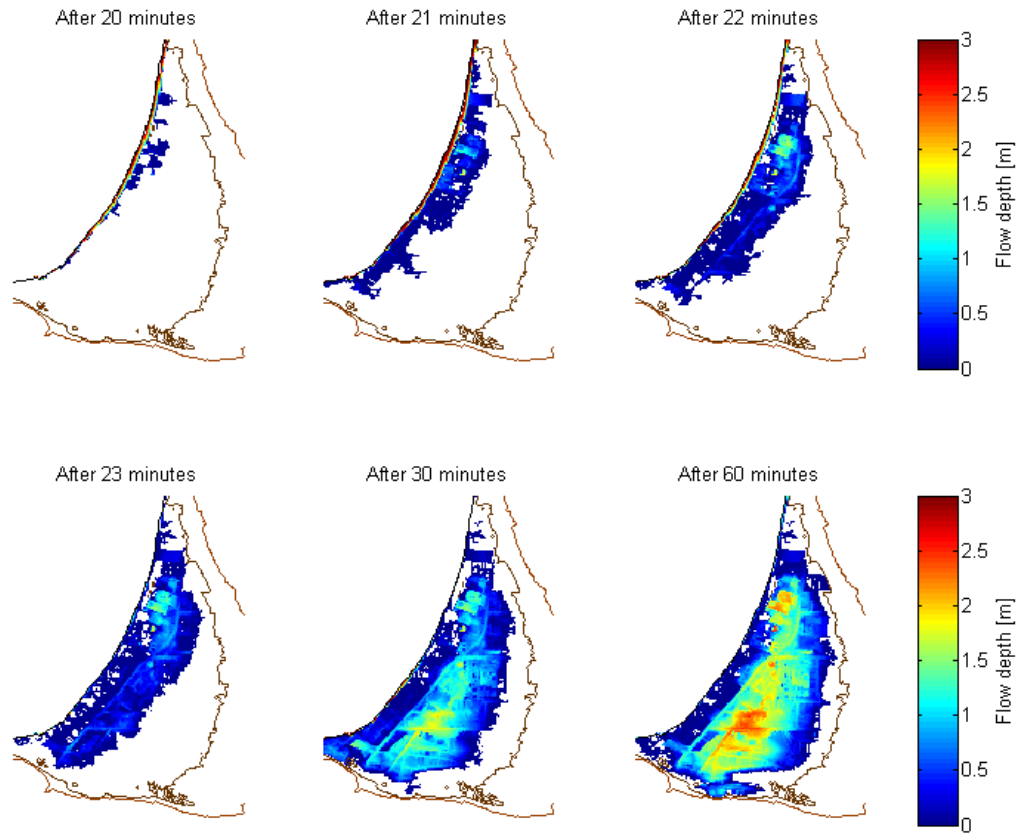 After 20 minutes
After 21 minutes
After 22 minutes
3
2.5
2
1.5
1
0.5
0
Flow depth [m]
After 23 minutes
After 30 minutes
After 60 minutes
3
2.5
2
1.5
1
0.5
0
Flow depth [m]